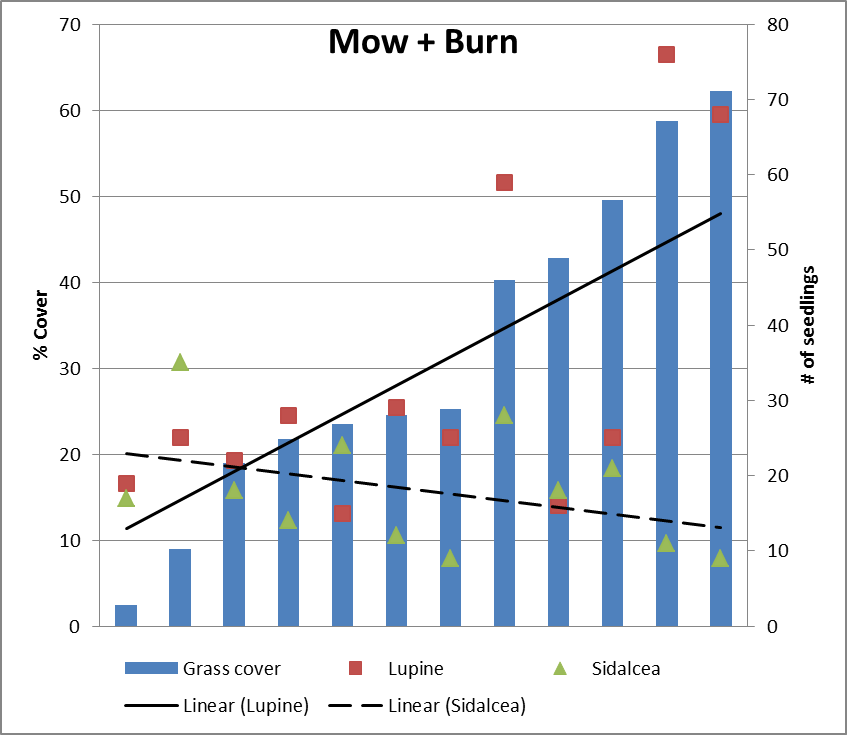 Mow + Burn
70
60
50
40
30
20
10
0
% Cover
80
70
60
50
40
30
20
10
0
# of seedlings
Grass cover
Lupine
Sidalcea
Linear (Lupine)
Linear (Sidalcea)